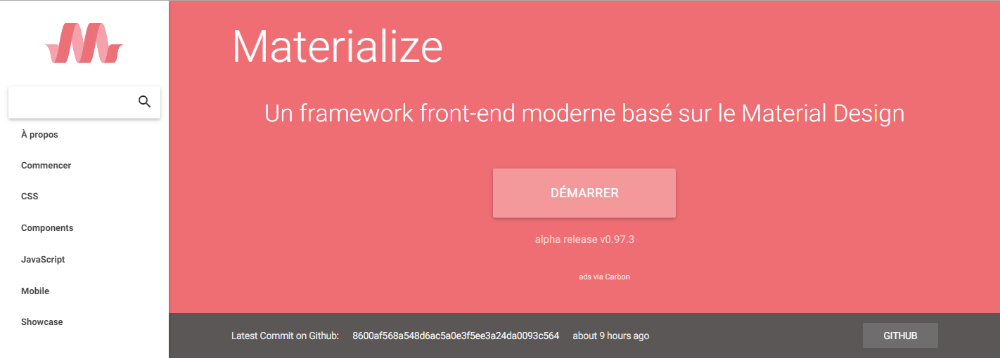 À propos
Commencer
CSS
Components
JavaScript
Mobile
Showcase
Materialize
Un framework front-end moderne basé sur le Material Design
DÉMARRER
alpha release v0.97.3
ads via Carbon
Latest Commit on Github: 8600af568a548d6ac5a0e3f5ee3a24da0093c564 about 9 hours ago GITHUB